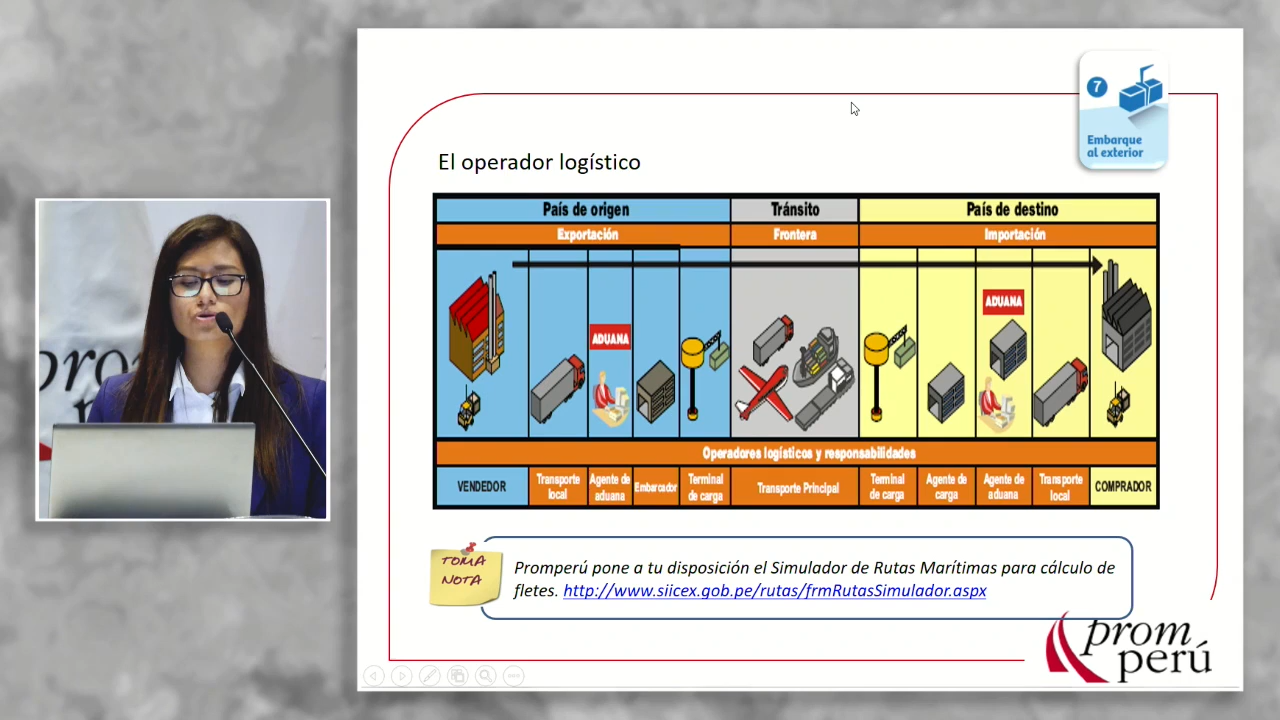 7
Embarque
al exterior
El operador logístico
País de origen Tránsito País de destino
Exportación Frontera Importación
ADUANA
ADUANA
Operadores logísticos y responsabilidades
VENDEDOR
Transporte
local
Agente de
aduana
Embarcador
Terminal
de carga
Transporte Principal
Terminal
de carga
Agente de
carga
Agente de
aduana
Transporte
local
COMPRADOR
TOMA
NOTA
Promperú pone a tu disposición el Simulador de Rutas Marítimas para cálculo de
fletes. http://www.siicex.gob.pe/rutas/frmRutasSimulador.aspx
prom
perú